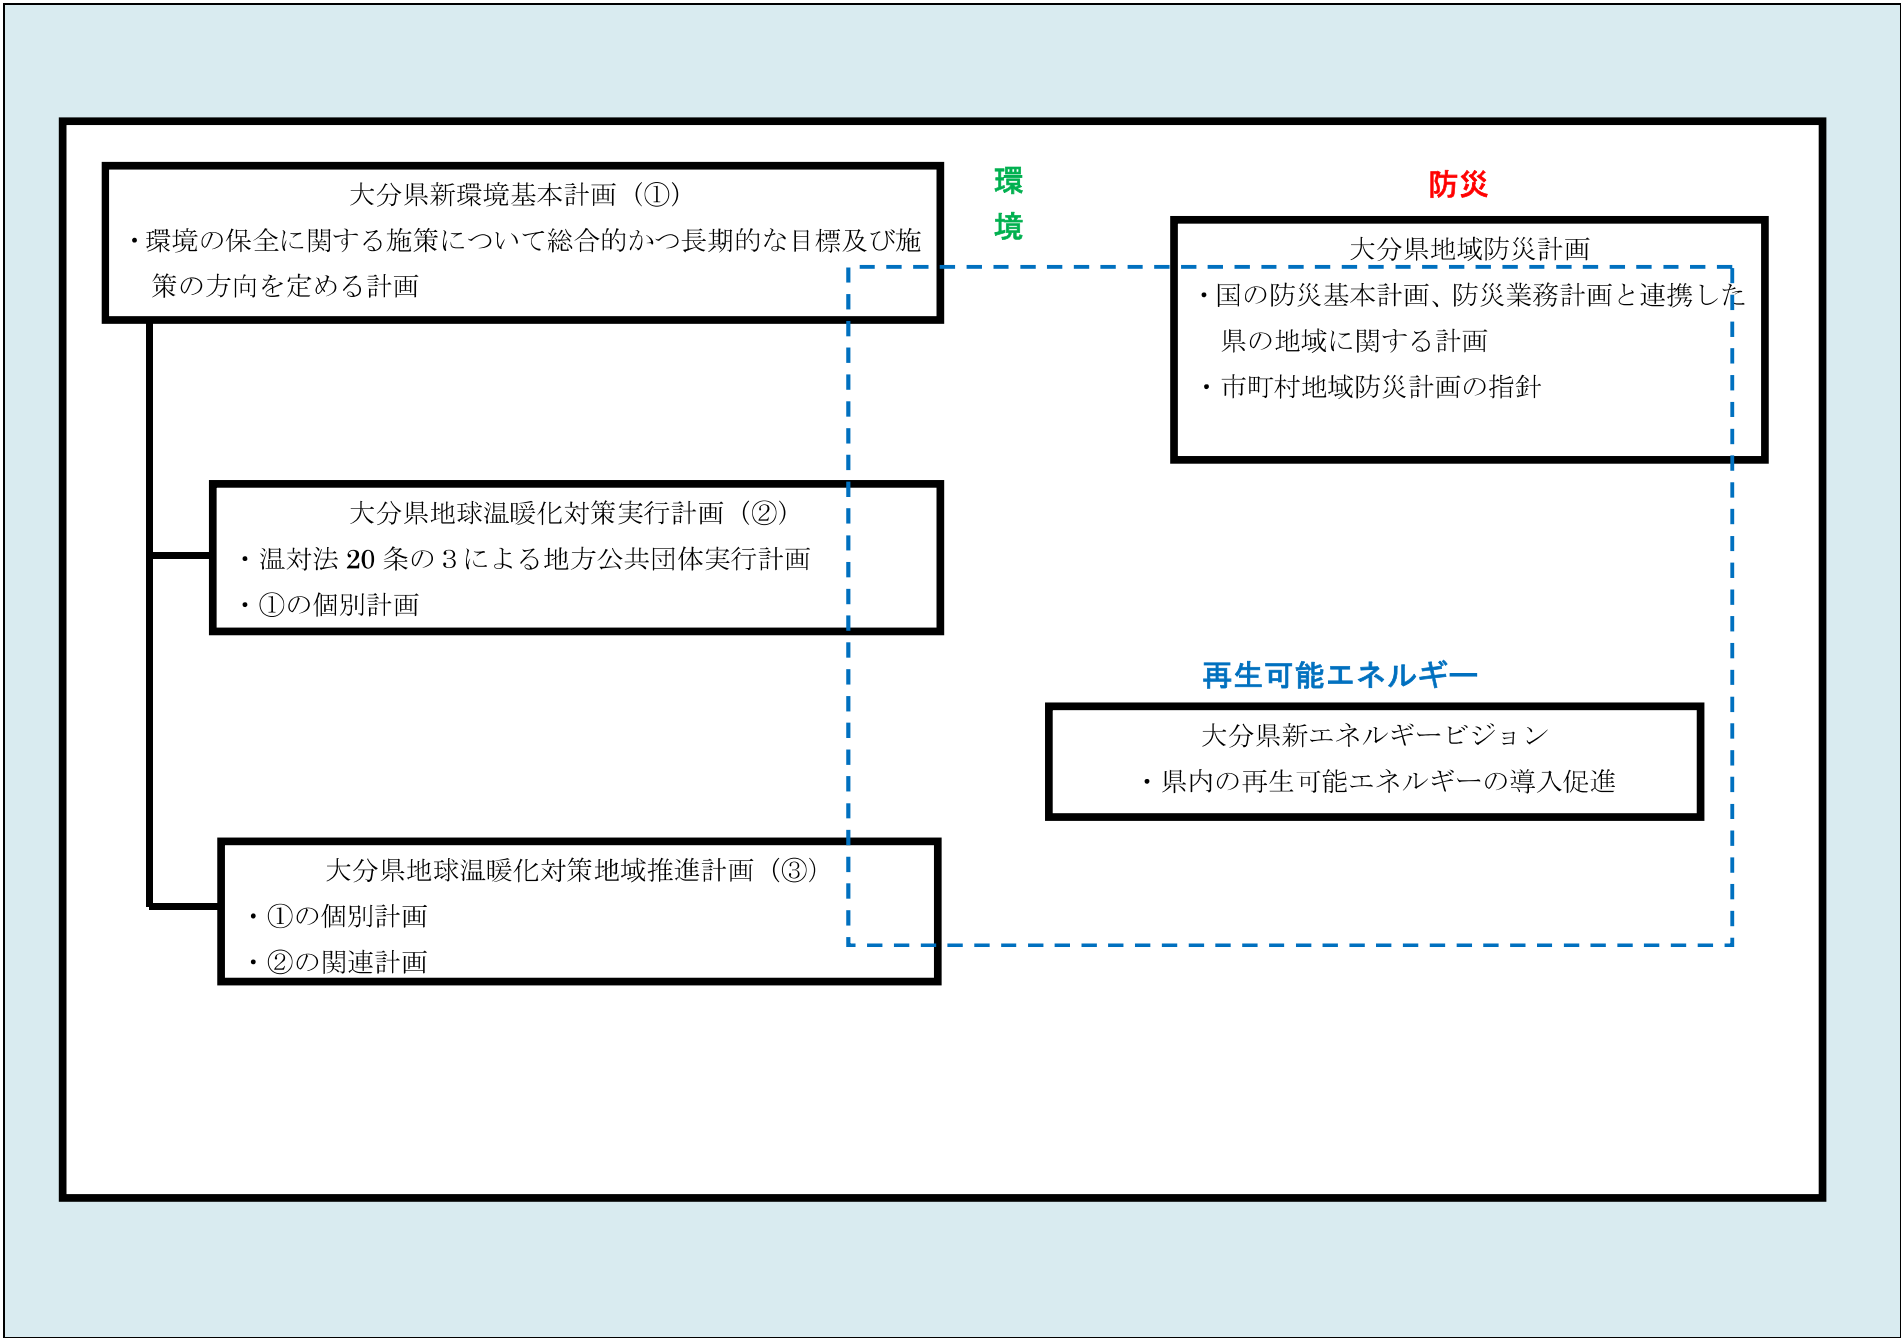 環
境
大分県新環境基本計画（①）
・環境の保全に関する施策について総合的かつ長期的な目標及び施
策の方向を定める計画
大分県地球温暖化対策実行計画（②）
・温対法 20 条の３による地方公共団体実行計画
・①の個別計画
大分県地球温暖化対策地域推進計画（③）
・①の個別計画
・②の関連計画
防災
大分県地域防災計画
・国の防災基本計画、防災業務計画と連携した
県の地域に関する計画
・市町村地域防災計画の指針
再生可能エネルギー
大分県新エネルギービジョン
・県内の再生可能エネルギーの導入促進